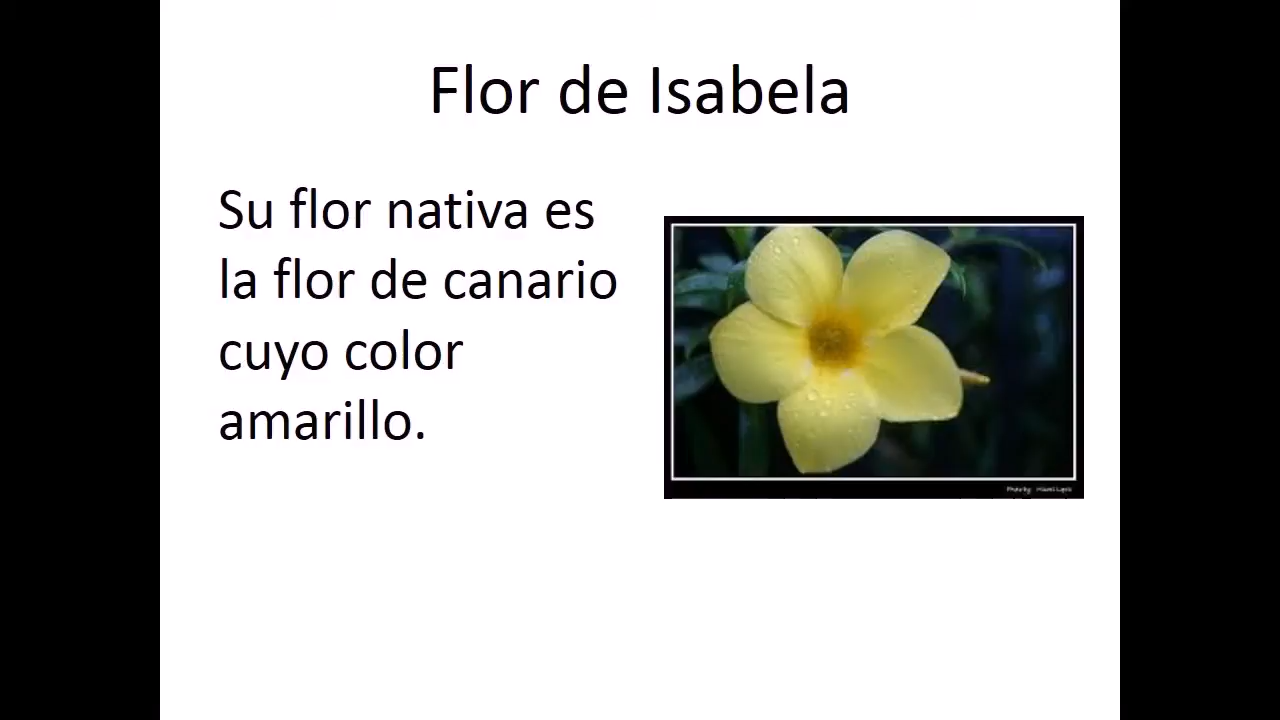 Flor de Isabela
Su flor nativa es
la flor de canario
cuyo color
amarillo.